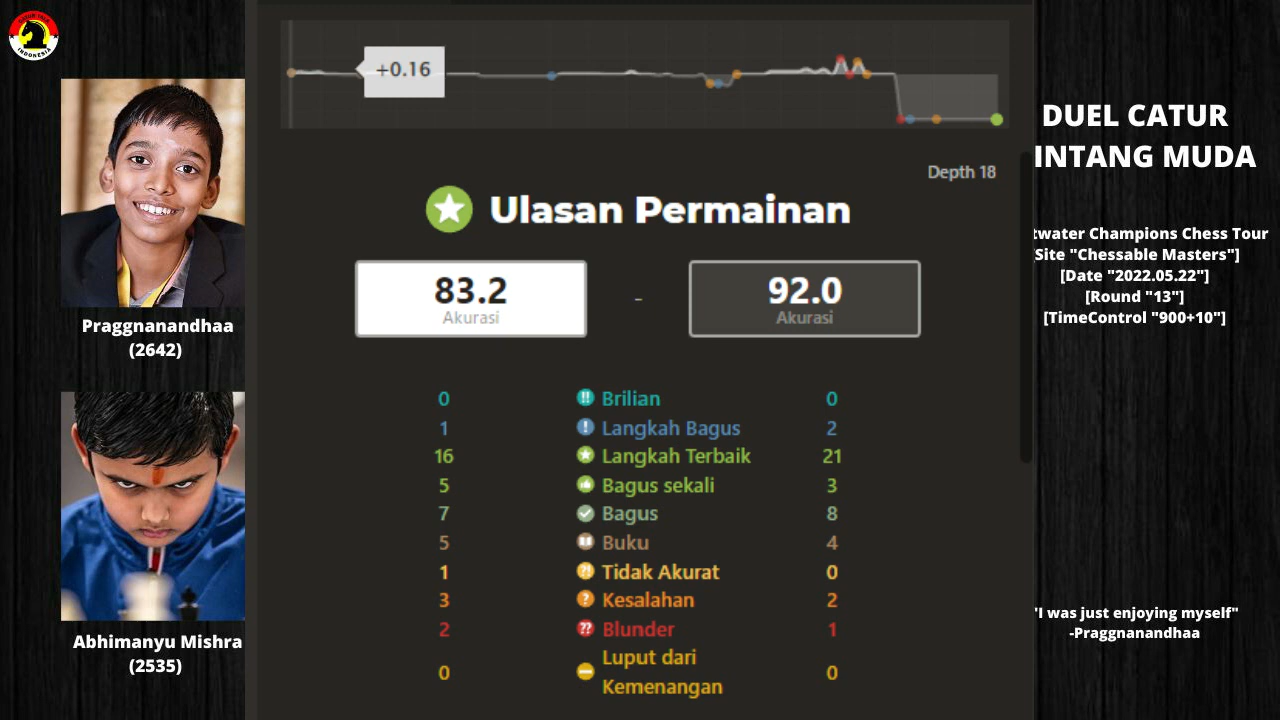 CATUR TALK
INDONESIA
Praggnanandhaa
(2642)
Abhimanyu Mishra
(2535)
+0.16
Depth 18
Ulasan Permainan
83.2
Akurasi
-
92.0
Akurasi
0 Brilian 0
1 Langkah Bagus 2
16 Langkah Terbaik 21
5 Bagus sekali 3
7 Bagus 8
5 Buku 4
1 Tidak Akurat 0
3 Kesalahan 2
2 Blunder 1
0 Luput dari 0
Kemenangan
DUEL CATUR
INTANG MUDA
twater Champions Chess Tour
[Site "Chessable Masters"]
[Date "2022.05.22"]
[Round "13"]
[TimeControl "900+10"]
"I was just enjoying myself"
-Praggnanandhaa